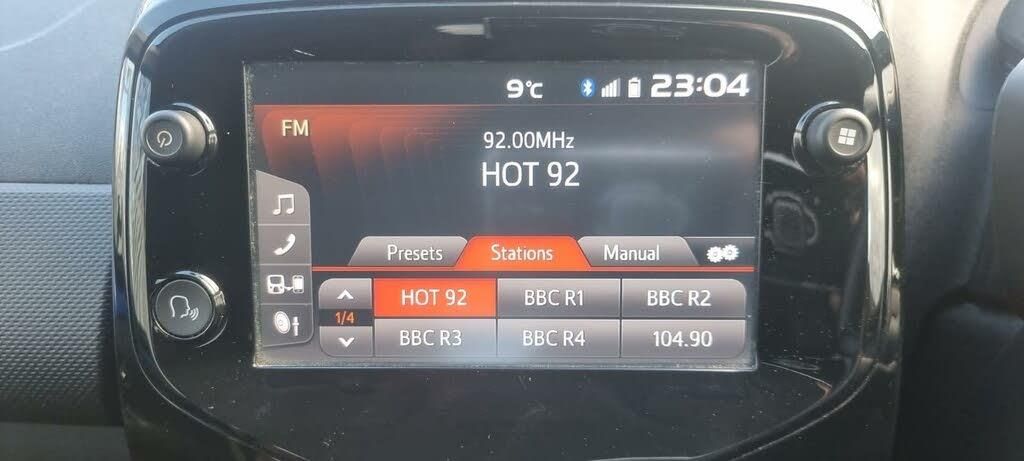 9°C 23:04
FM
92.00MHz
HOT 92
Presets Stations Manual
HOT 92 BBC R1 BBC R2
1/4
BBC R3 BBC R4 104.90